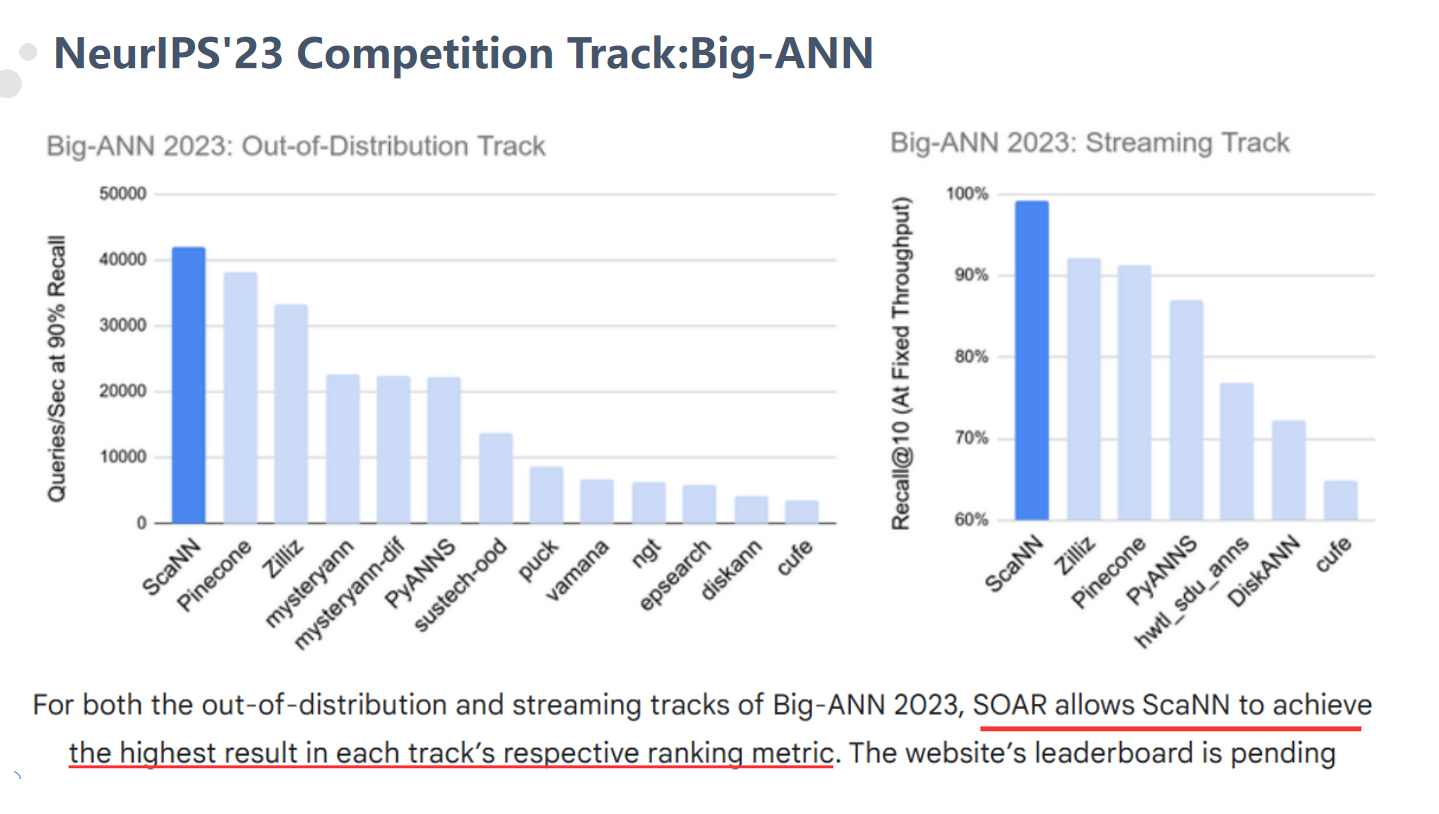 NeurIPS'23 Competition Track:Big-ANN
Big-ANN 2023: Out-of-Distribution Track
Queries/Sec at 90% Recall
50000
40000
30000
20000
10000
0
ScaNN
Pinecone
Zilliz
mysteryann
mysteryann-dif
PyANNS
sustech-ood
puck
vamana
ngt
epsearch
diskann
cufe
Big-ANN 2023: Streaming Track
Recall@10 (At Fixed Throughput)
100%
90%
80%
70%
60%
ScaNN
Zilliz
Pinecone
PyANNS
hwtl_sdu_anns
DiskANN
cufe
For both the out-of-distribution and streaming tracks of Big-ANN 2023, SOAR allows ScaNN to achieve
the highest result in each track’s respective ranking metric. The website’s leaderboard is pending